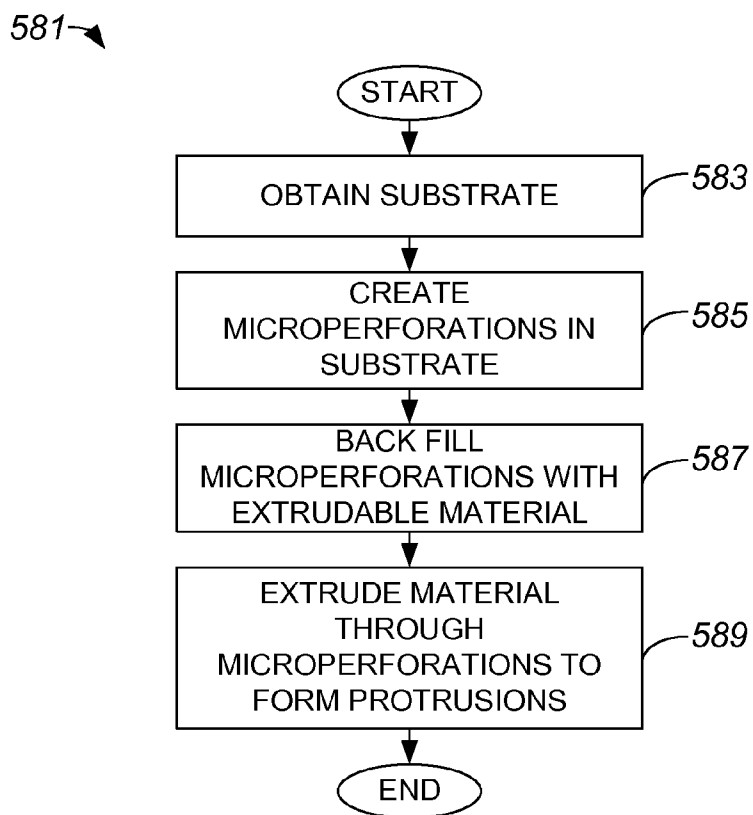 581
START
OBTAIN SUBSTRATE
583
CREATE
MICROPERFORATIONS IN
SUBSTRATE
585
BACK FILL
MICROPERFORATIONS WITH
EXTRUDABLE MATERIAL
587
EXTRUDE MATERIAL
THROUGH
MICROPERFORATIONS TO
FORM PROTRUSIONS
589
END